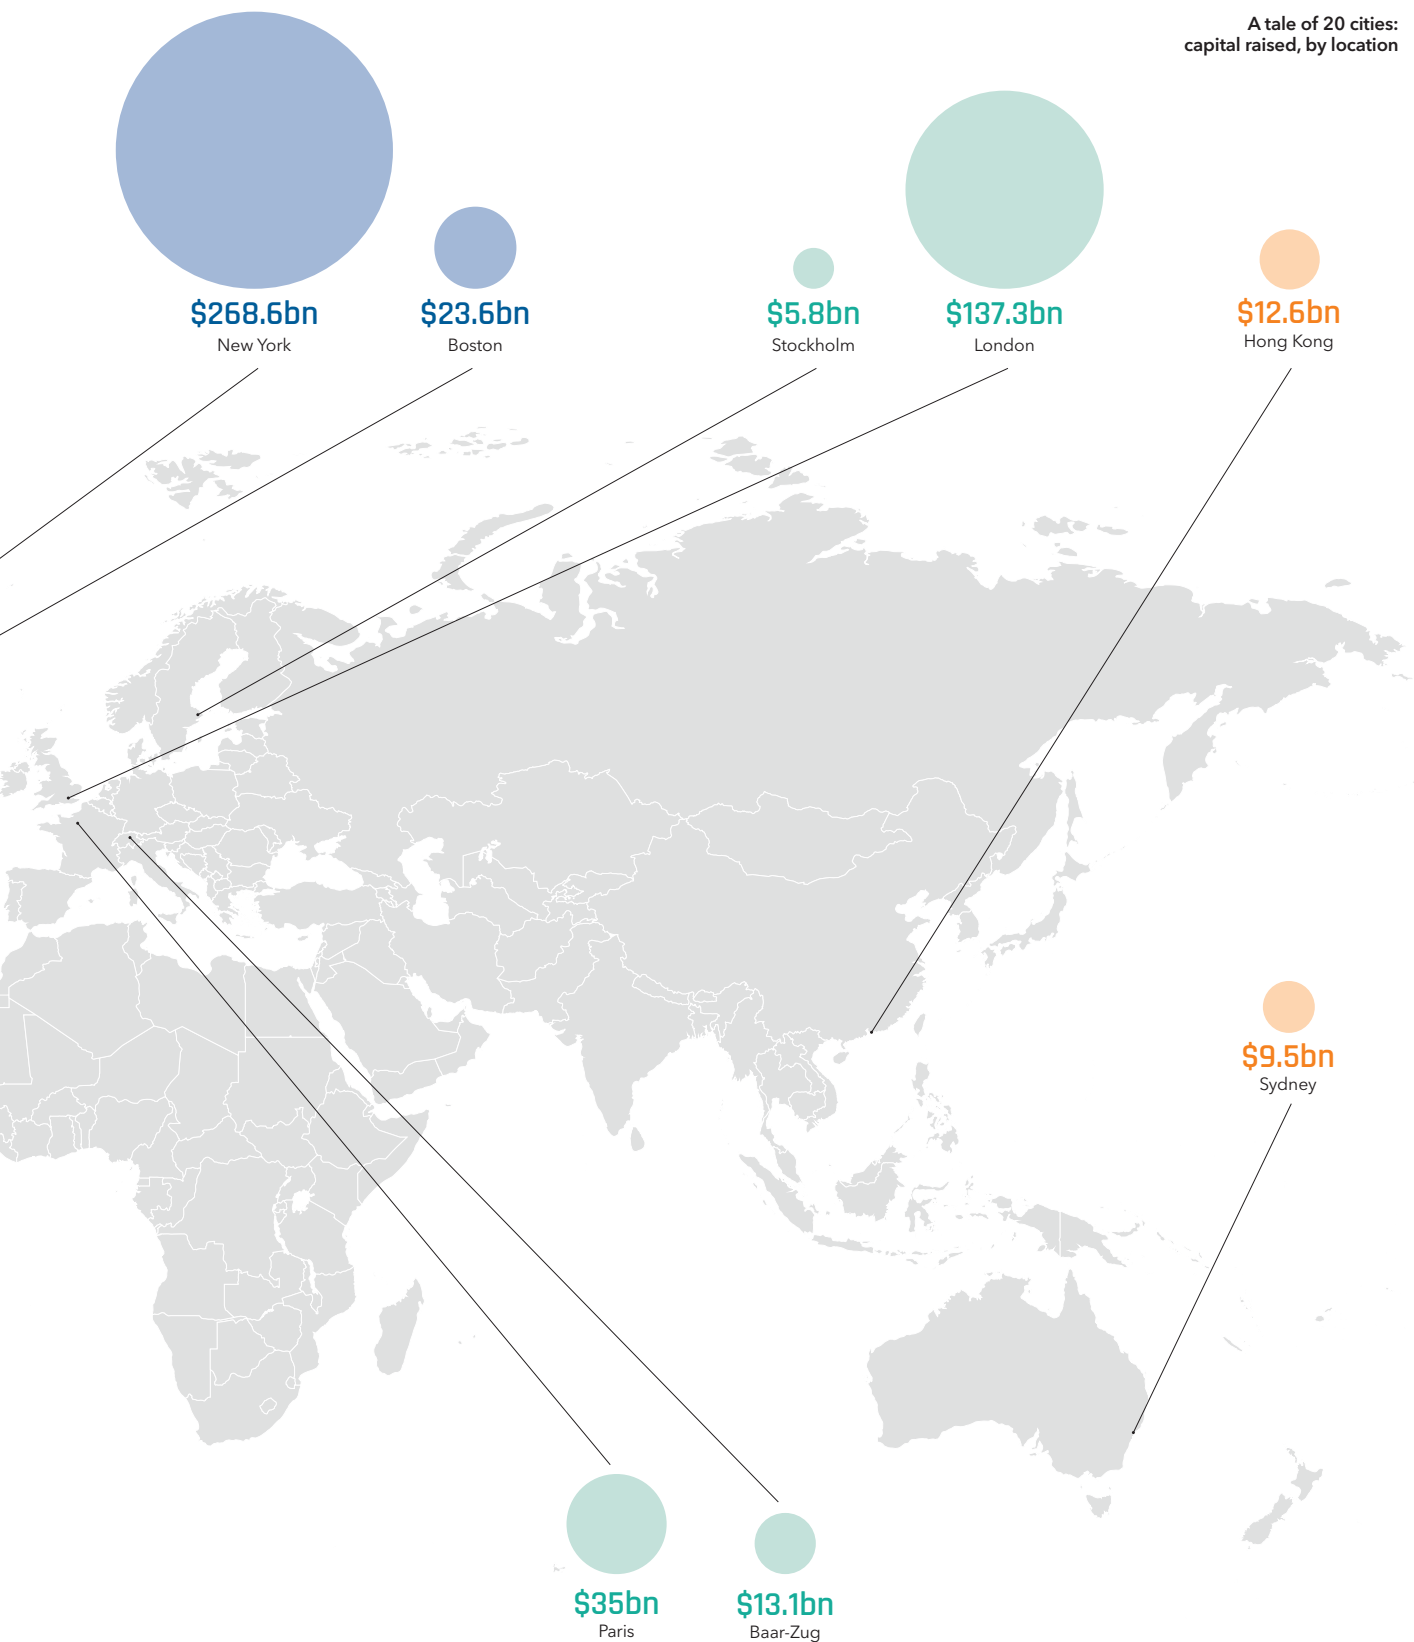 A tale of 20 cities:
capital raised, by location
$268.6bn
New York
$23.6bn
Boston
$5.8bn
Stockholm
$137.3bn
London
$12.6bn
Hong Kong
$9.5bn
Sydney
$35bn
Paris
$13.1bn
Baar-Zug